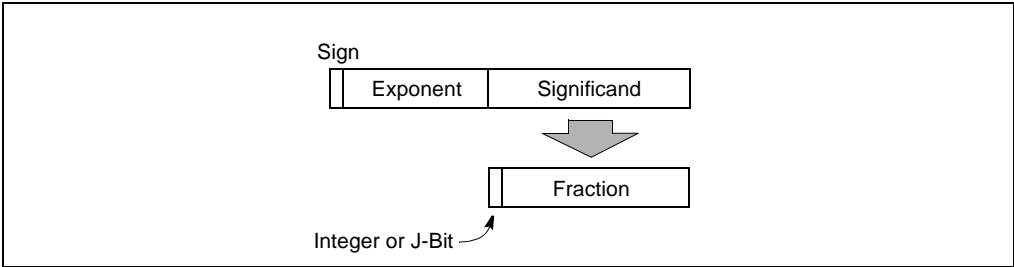 Sign
Exponent Significand
Fraction
Integer or J-Bit